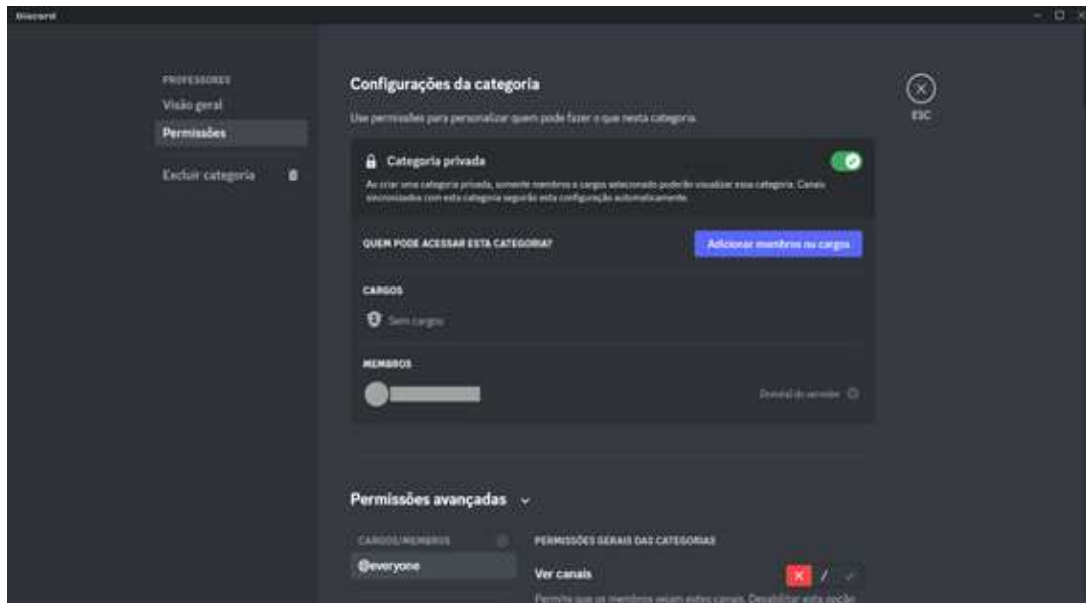 Discord
PROFESSORES
Visão geral
Permissões
Excluir categoria
Configurações da categoria
Use permissões para personalizar quem pode fazer o que nesta categoria.
ESC
Categoria privada
Ao criar uma categoria privada, somente membros e cargos selecionado poderão visualizar essa categoria. Canais
sincronizados com esta categoria seguirão esta configuração automaticamente.
QUEM PODE ACESSAR ESTA CATEGORIA?
Adicionar membros ou cargos
CARGOS
Sem cargos
MEMBROS
do servidor
Permissões avançadas
CARGOS/MEMBROS
@everyone
PERMISSÕES GERAIS DAS CATEGORIAS
Ver canais
/
Permite que os membros vejam estes canais. Desabilitar esta opção